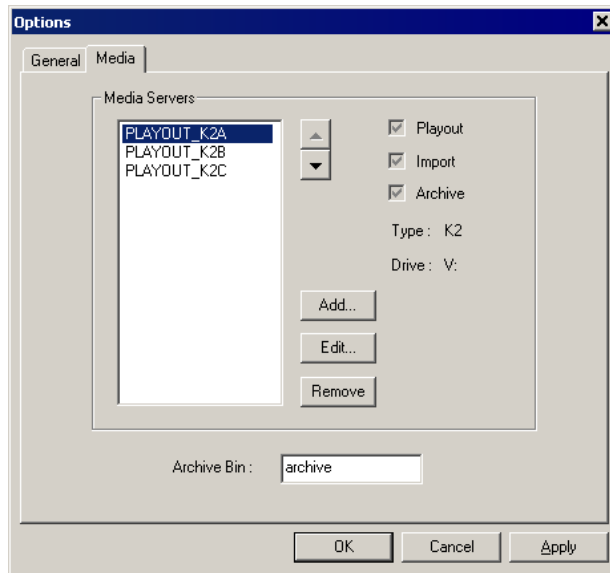 Options
General Media
Media Servers
PLAYOUT_K2A
PLAYOUT_K2B
PLAYOUT_K2C
Playout
Import
Archive
Type : K2
Drive : V:
Add...
Edit...
Remove
Archive Bin : archive
OK Cancel Apply